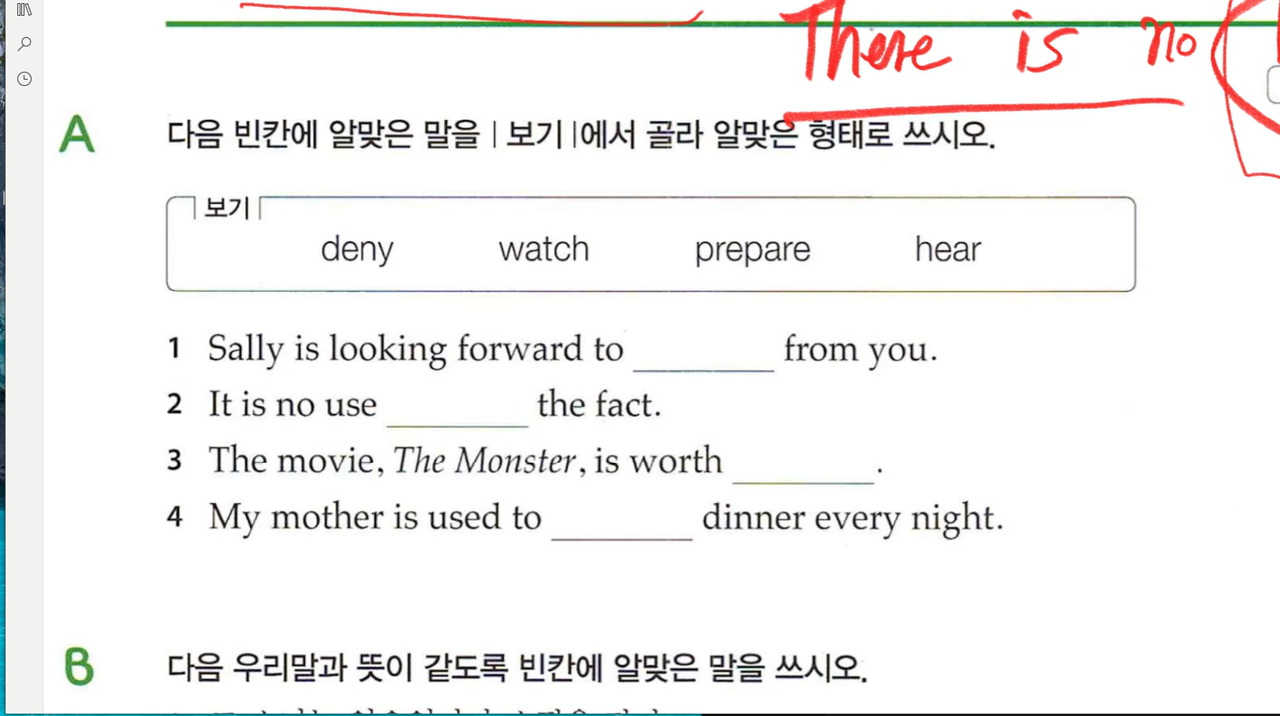 There is no
A 다음 빈칸에 알맞은 말을 | 보기 |에서 골라 알맞은 형태로 쓰시오.
보기
deny watch prepare hear
1 Sally is looking forward to ________ from you.
2 It is no use ________ the fact.
3 The movie, The Monster, is worth ________.
4 My mother is used to ________ dinner every night.
B 다음 우리말과 뜻이 같도록 빈칸에 알맞은 말을 쓰시오.